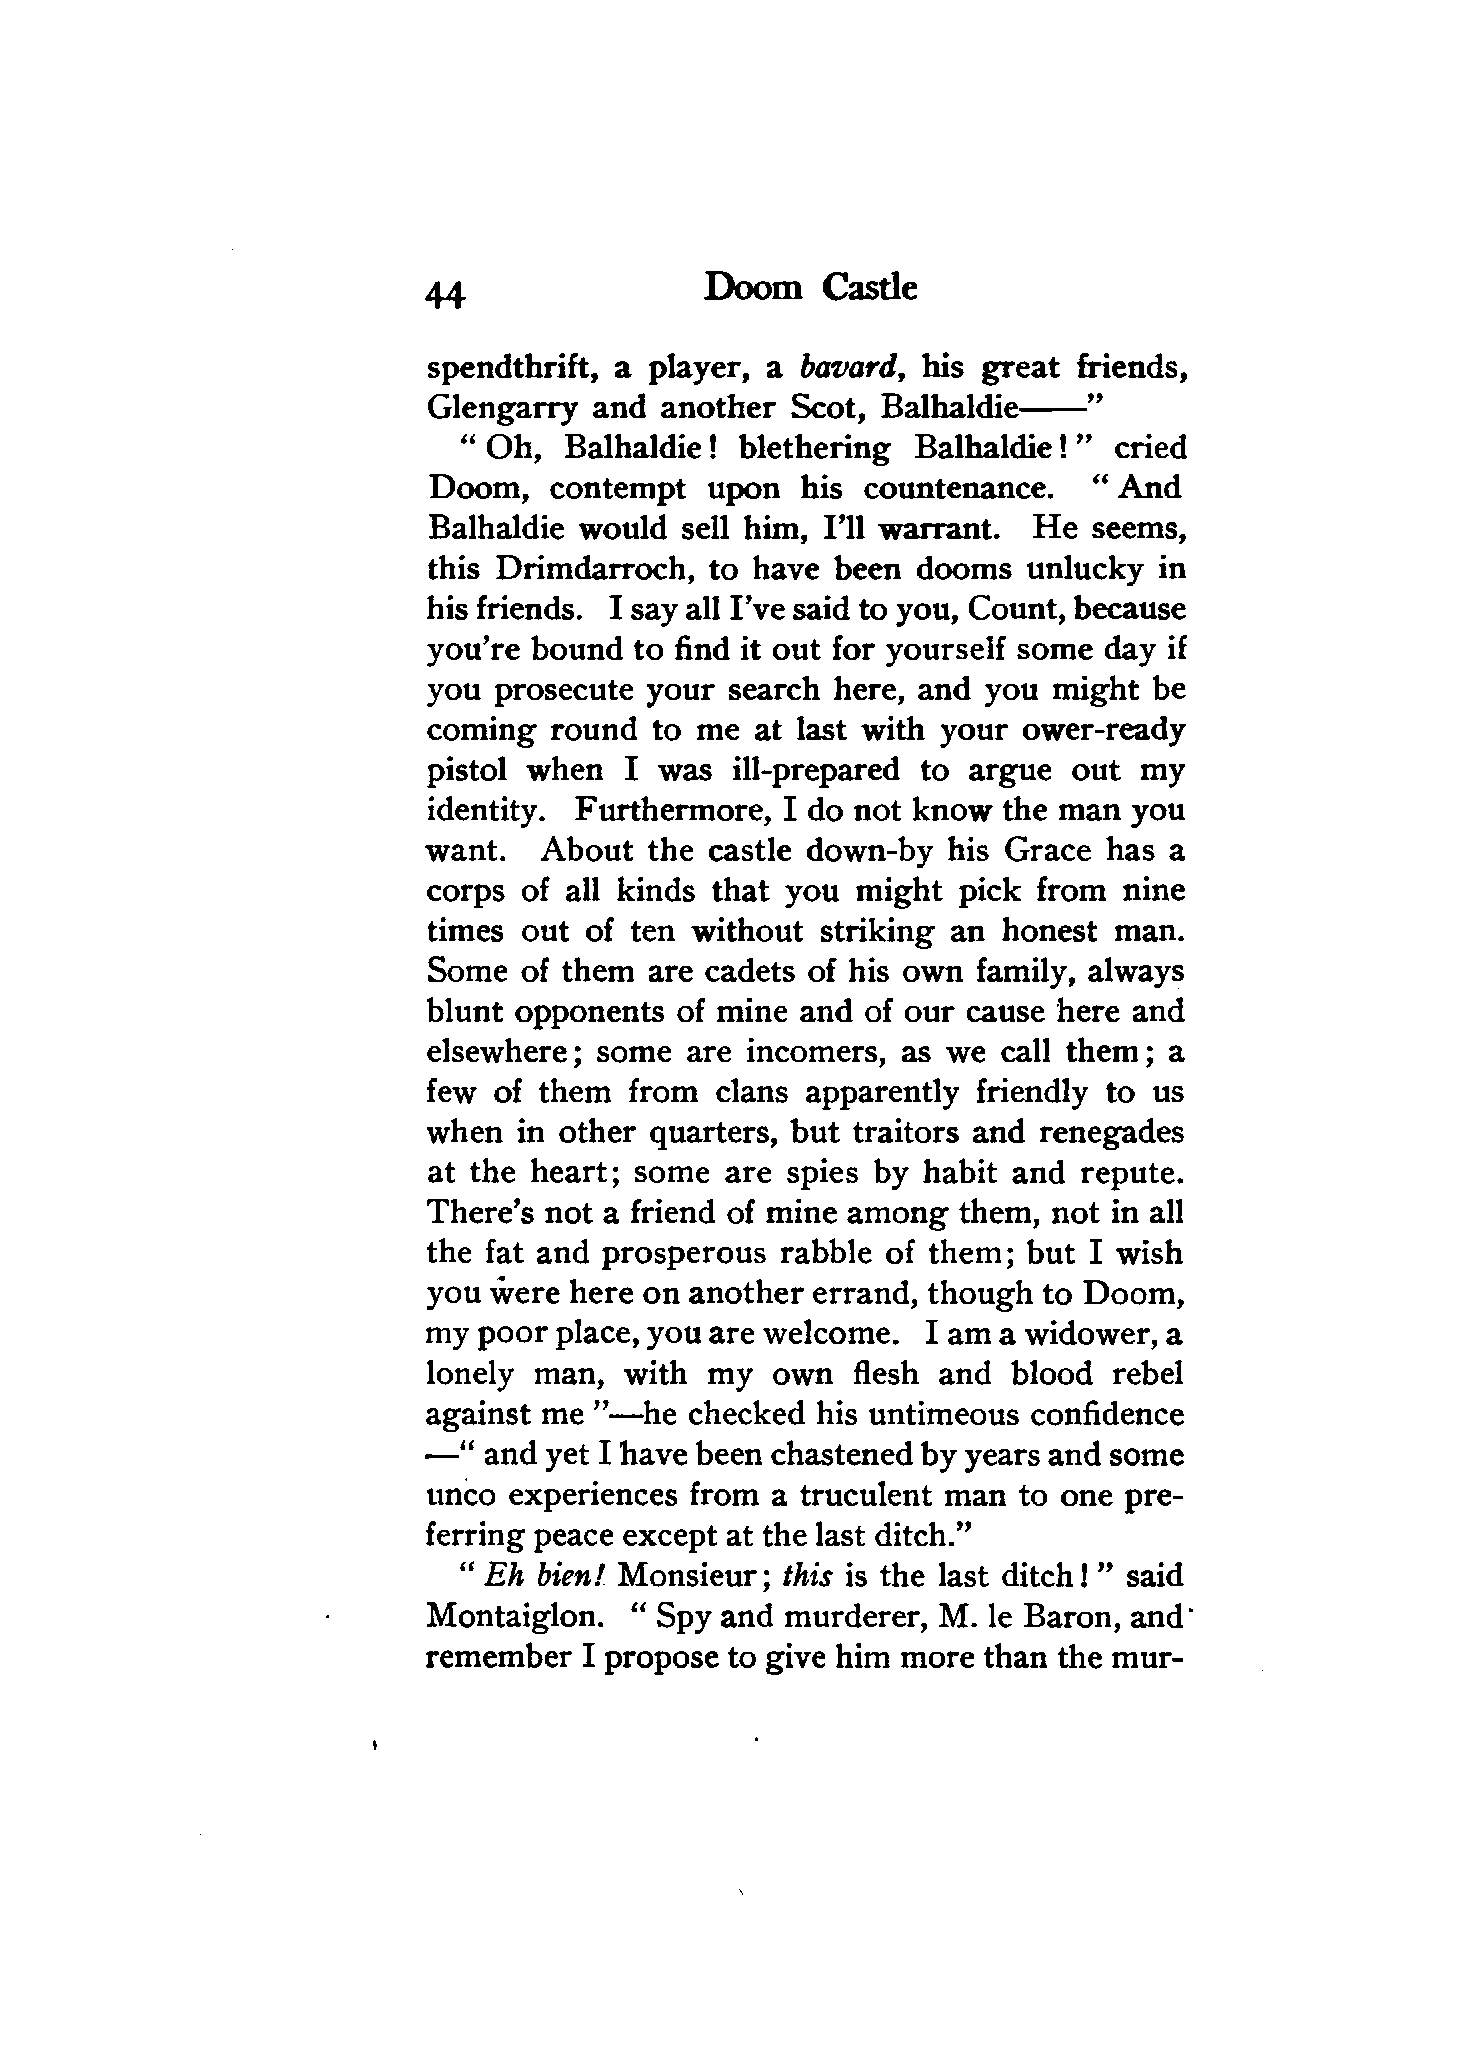 44 Doom Castle
spendthrift, a player, a bavard, his great friends,
Glengarry and another Scot, Balhaldie——”
“ Oh, Balhaldie ! blethering Balhaldie ! ” cried
Doom, contempt upon his countenance. “ And
Balhaldie would sell him, I’ll warrant. He seems,
this Drimdarroch, to have been dooms unlucky in
his friends. I say all I’ve said to you, Count, because
you’re bound to find it out for yourself some day if
you prosecute your search here, and you might be
coming round to me at last with your ower-ready
pistol when I was ill-prepared to argue out my
identity. Furthermore, I do not know the man you
want. About the castle down-by his Grace has a
corps of all kinds that you might pick from nine
times out of ten without striking an honest man.
Some of them are cadets of his own family, always
blunt opponents of mine and of our cause here and
elsewhere ; some are incomers, as we call them ; a
few of them from clans apparently friendly to us
when in other quarters, but traitors and renegades
at the heart ; some are spies by habit and repute.
There’s not a friend of mine among them, not in all
the fat and prosperous rabble of them ; but I wish
you were here on another errand, though to Doom,
my poor place, you are welcome. I am a widower, a
lonely man, with my own flesh and blood rebel
against me ”—he checked his untimeous confidence
—“ and yet I have been chastened by years and some
unco experiences from a truculent man to one pre-
ferring peace except at the last ditch.”
“ Eh bien! Monsieur ; this is the last ditch ! ” said
Montaiglon. “ Spy and murderer, M. le Baron, and
remember I propose to give him more than the mur-